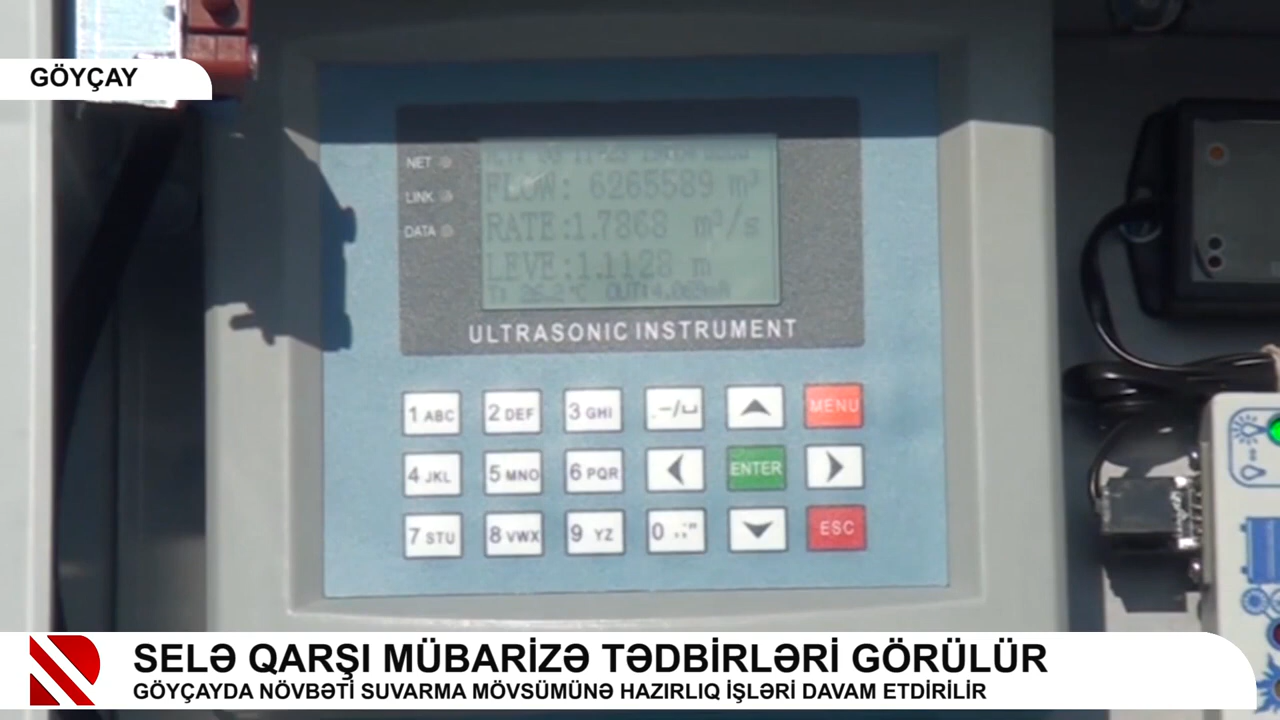 GÖYÇAY
NET
LINK
DATA
FLOW: 6265589 m³
RATE:1.7868 m³/s
LEVE:1.1128 m
ULTRASONIC INSTRUMENT
1 ABC 2 DEF 3 GHI .-/␣ MENU
4 JKL 5 MNO 6 PQR ENTER
7 STU 8 VWX 9 YZ 0 ESC
SELƏ QARŞI MÜBARİZƏ TƏDBİRLƏRİ GÖRÜLÜR
GÖYÇAYDA NÖVBƏTİ SUVARMA MÖVSÜMÜNƏ HAZIRLIQ İŞLƏRİ DAVAM ETDİRİLİR